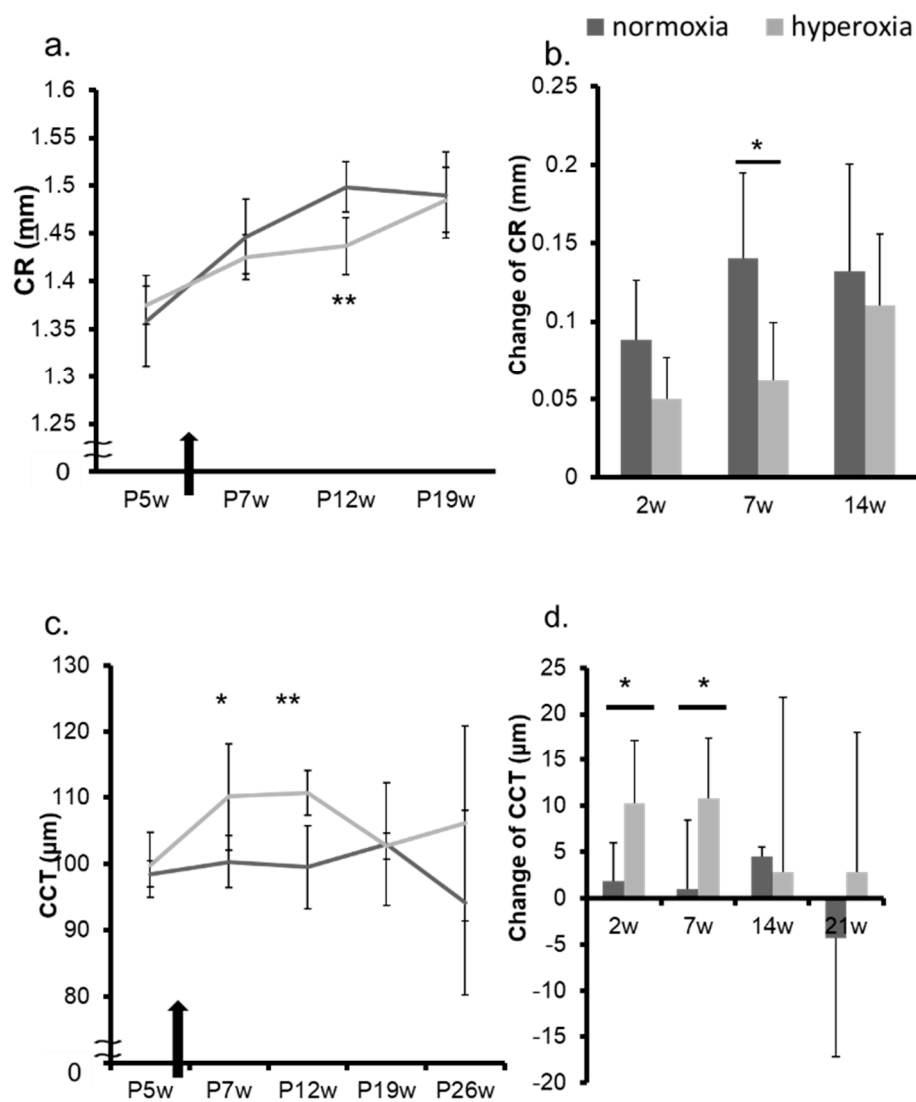 normoxia hyperoxia
a.
1.6
1.55
1.5
1.45
1.4
1.35
1.3
1.25
0
CR (mm)
**
P5w P7w P12w P19w
b.
0.25
0.2
0.15
0.1
0.05
0
Change of CR (mm)
*
2w 7w 14w
c.
130
120
110
100
90
80
0
CCT (µm)
* **
P5w P7w P12w P19w P26w
d.
25
20
15
10
5
0
-5
-10
-15
-20
Change of CCT (µm)
* *
2w 7w 14w 21w